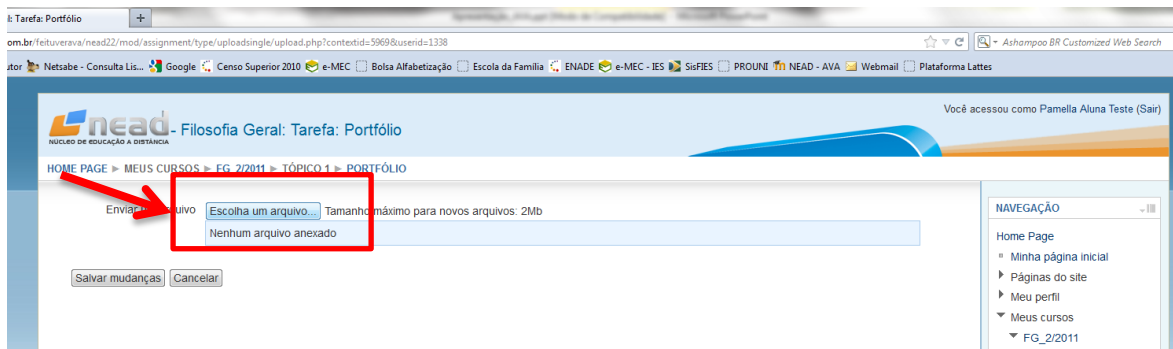 l: Tarefa: Portfólio
+
om.br/feituverava/nead22/mod/assignment/type/uploadsingle/upload.php?contextid=5969&userid=1338
Ashampoo BR Customized Web Search
utor Netsabe - Consulta Lis... Google Censo Superior 2010 e-MEC Bolsa Alfabetização Escola da Família ENADE e-MEC - IES SisFIES PROUNI NEAD - AVA Webmail Plataforma Lattes
Você acessou como Pamella Aluna Teste (Sair)
nead - Filosofia Geral: Tarefa: Portfólio
NÚCLEO DE EDUCAÇÃO A DISTÂNCIA
HOME PAGE ► MEUS CURSOS ► FG_2/2011 ► TÓPICO 1 ► PORTFÓLIO
Enviar uivo Escolha um arquivo... Tamanho máximo para novos arquivos: 2Mb
Nenhum arquivo anexado
Salvar mudanças Cancelar
NAVEGAÇÃO
Home Page
Minha página inicial
Páginas do site
Meu perfil
Meus cursos
FG_2/2011